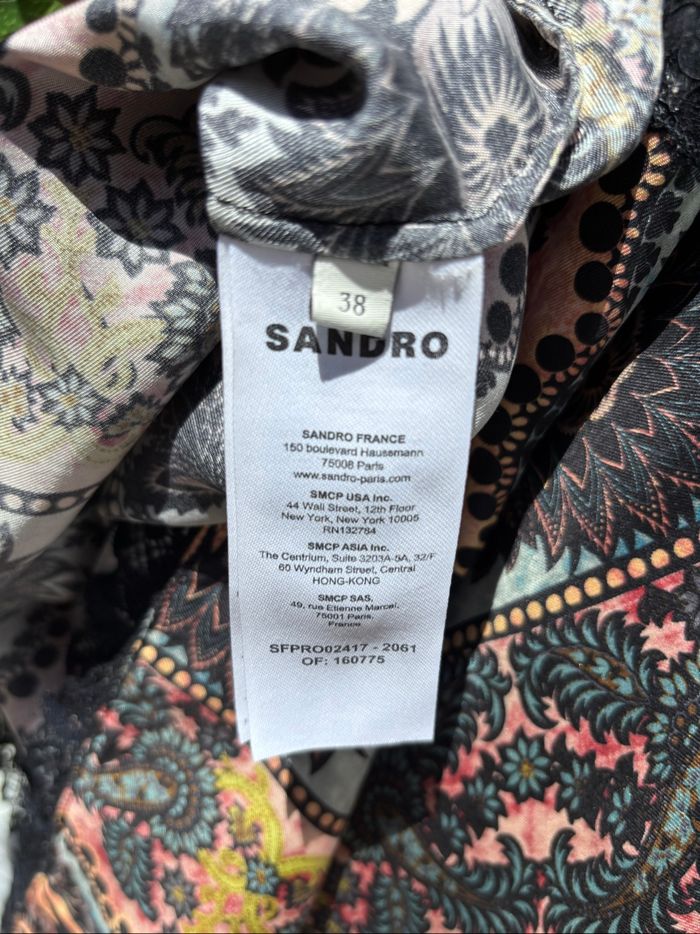 38
SANDRO
SANDRO FRANCE
150 boulevard Haussmann
75008 Paris
www.sandro-paris.com
SMCP USA Inc.
44 Wall Street, 12th Floor
New York, New York 10005
RN132784
SMCP ASIA Inc.
The Centrium, Suite 3203A-5A, 32/F
60 Wyndham Street, Central
HONG-KONG
SMCP SAS.
49, rue Etienne Marcel.
75001 Paris.
France
SFPRO02417 - 2061
OF: 160775